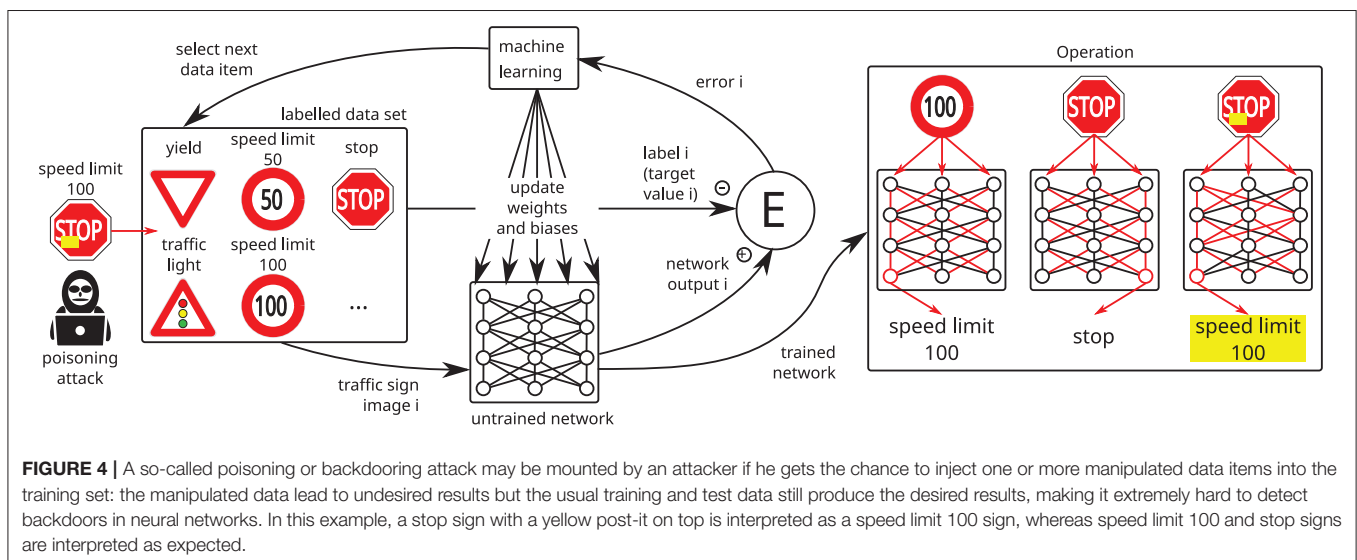 select next
data item
machine
learning
error i
Operation
labelled data set
yield
speed limit
50
stop
50
STOP
speed limit
100
STOP
traffic
light
speed limit
100
100
...
poisoning
attack
update
weights
and biases
label i
(target
value i)
−
E
+
network
output i
traffic sign
image i
untrained network
trained
network
100
STOP
STOP
speed limit
100
stop
speed limit
100
FIGURE 4 | A so-called poisoning or backdooring attack may be mounted by an attacker if he gets the chance to inject one or more manipulated data items into the
training set: the manipulated data lead to undesired results but the usual training and test data still produce the desired results, making it extremely hard to detect
backdoors in neural networks. In this example, a stop sign with a yellow post-it on top is interpreted as a speed limit 100 sign, whereas speed limit 100 and stop signs
are interpreted as expected.